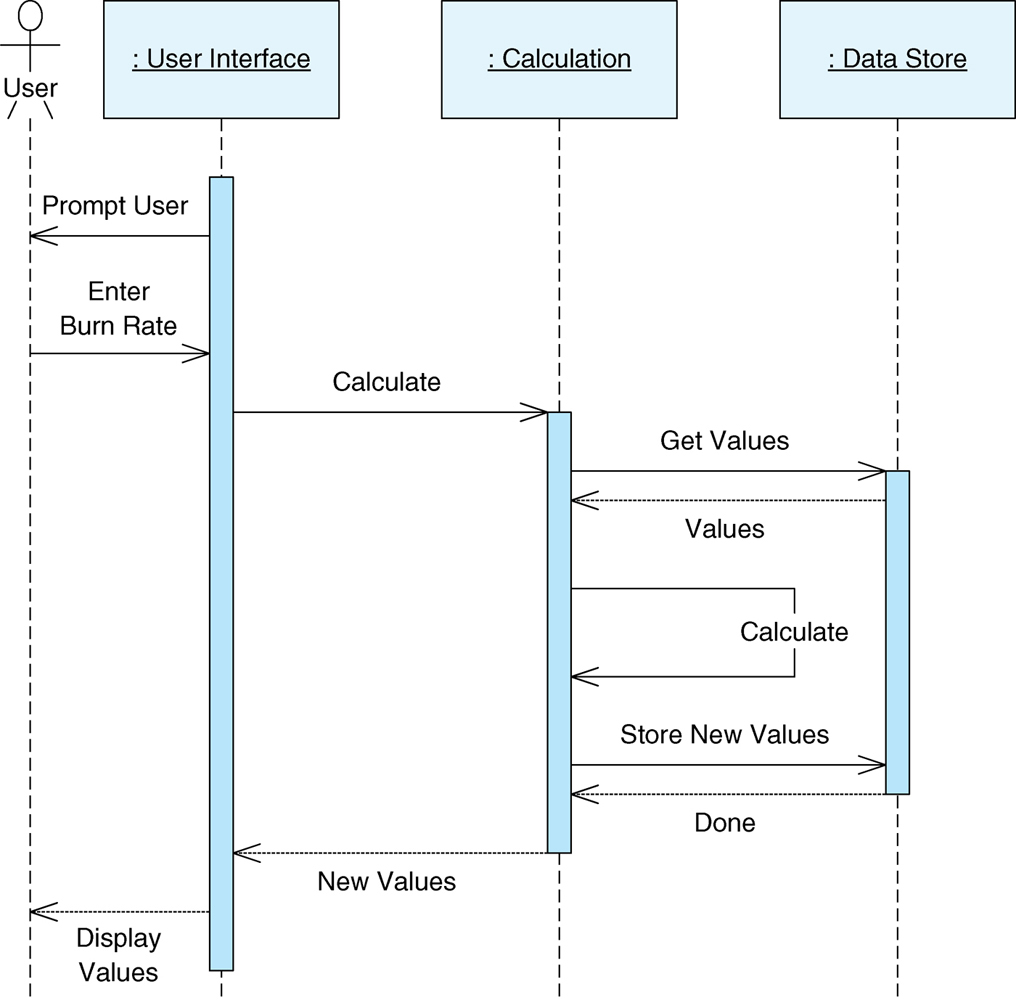 User
: User Interface
: Calculation
: Data Store
Prompt User
Enter
Burn Rate
Calculate
Get Values
Values
Calculate
Store New Values
Done
New Values
Display
Values